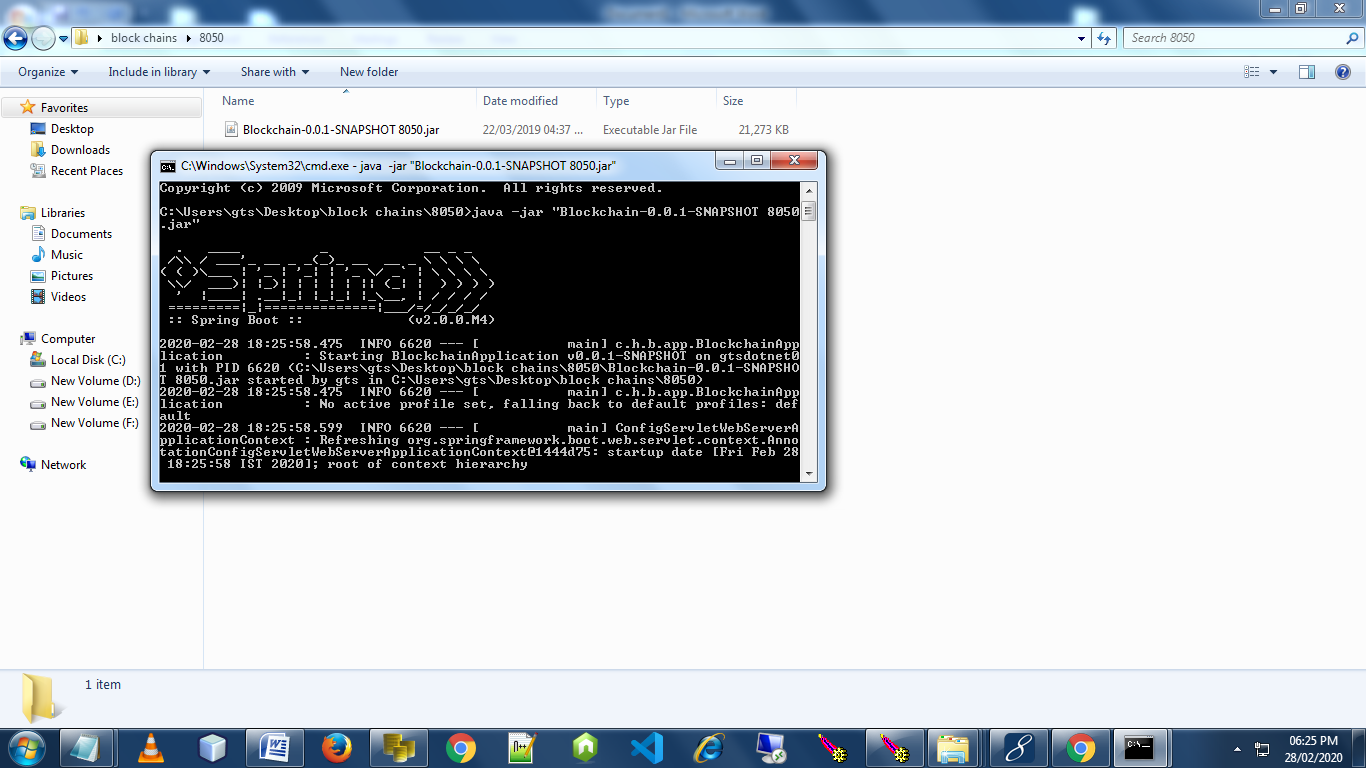 block chains 8050 Search 8050
Organize Include in library Share with New folder
Name Date modified Type Size
Blockchain-0.0.1-SNAPSHOT 8050.jar 22/03/2019 04:37 ... Executable Jar File 21,273 KB
Favorites
Desktop
Downloads
Recent Places
Libraries
Documents
Music
Pictures
Videos
Computer
Local Disk (C:)
New Volume (D:)
New Volume (E:)
New Volume (F:)
Network
C:\Windows\System32\cmd.exe - java -jar "Blockchain-0.0.1-SNAPSHOT 8050.jar"
Copyright (c) 2009 Microsoft Corporation. All rights reserved.
C:\Users\gts\Desktop\block chains\8050>java -jar "Blockchain-0.0.1-SNAPSHOT 8050
.jar"
Spring
:: Spring Boot :: (v2.0.0.M4)
2020-02-28 18:25:58.475 INFO 6620 --- [ main] c.h.b.app.BlockchainApp
lication : Starting BlockchainApplication v0.0.1-SNAPSHOT on gtsdotnet0
1 with PID 6620 (C:\Users\gts\Desktop\block chains\8050\Blockchain-0.0.1-SNAPSHO
T 8050.jar started by gts in C:\Users\gts\Desktop\block chains\8050)
2020-02-28 18:25:58.475 INFO 6620 --- [ main] c.h.b.app.BlockchainApp
lication : No active profile set, falling back to default profiles: def
ault
2020-02-28 18:25:58.599 INFO 6620 --- [ main] ConfigServletWebServerA
pplicationContext : Refreshing org.springframework.boot.web.servlet.context.Anno
tationConfigServletWebServerApplicationContext@1444d75: startup date [Fri Feb 28
18:25:58 IST 2020]; root of context hierarchy
1 item
06:25 PM
28/02/2020